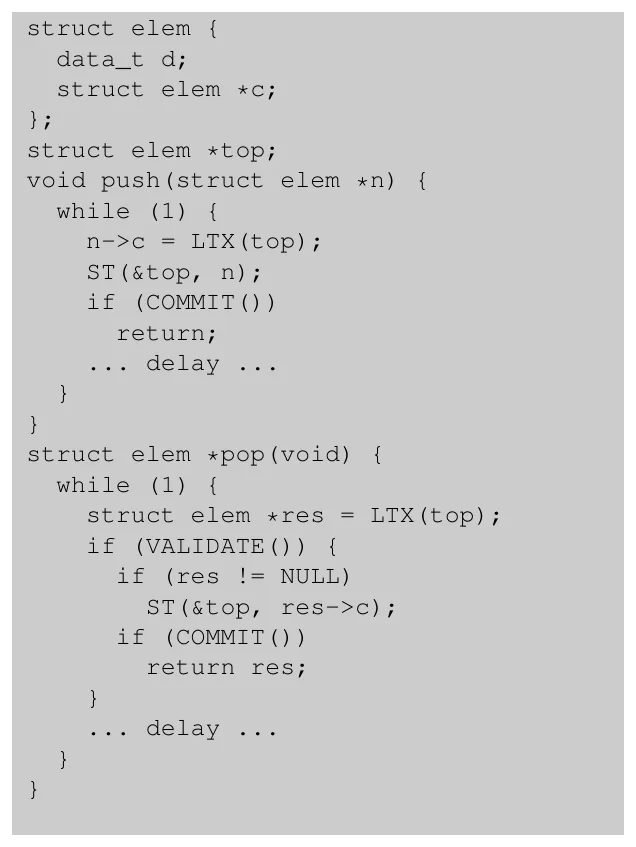 struct elem {
  data_t d;
  struct elem *c;
};
struct elem *top;
void push(struct elem *n) {
  while (1) {
    n->c = LTX(top);
    ST(&top, n);
    if (COMMIT())
      return;
    ... delay ...
  }
}
struct elem *pop(void) {
  while (1) {
    struct elem *res = LTX(top);
    if (VALIDATE()) {
      if (res != NULL)
        ST(&top, res->c);
      if (COMMIT())
        return res;
    }
    ... delay ...
  }
}